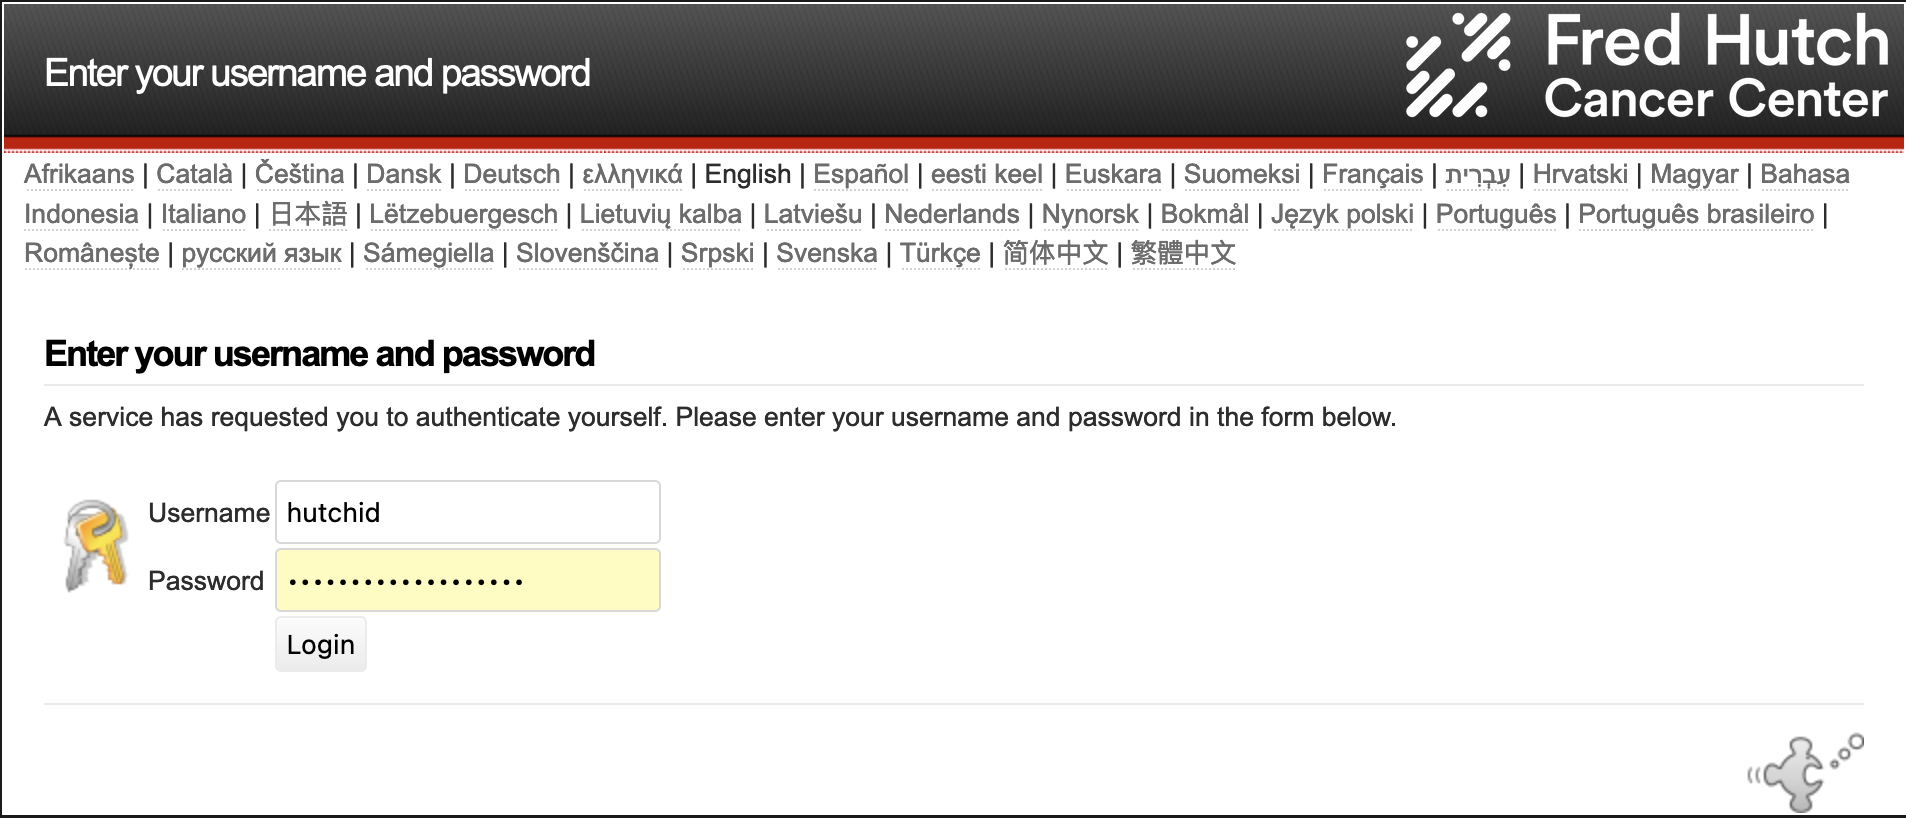 Enter your username and password
Fred Hutch
Cancer Center
Afrikaans | Català | Čeština | Dansk | Deutsch | ελληνικά | English | Español | eesti keel | Euskara | Suomeksi | Français | עִבְרִית | Hrvatski | Magyar | Bahasa
Indonesia | Italiano | 日本語 | Lëtzebuergesch | Lietuvių kalba | Latviešu | Nederlands | Nynorsk | Bokmål | Język polski | Português | Português brasileiro |
Românește | русский язык | Sámegiella | Slovenščina | Srpski | Svenska | Türkçe | 简体中文 | 繁體中文
Enter your username and password
A service has requested you to authenticate yourself. Please enter your username and password in the form below.
Username hutchid
Password •••••••••••••••••••
Login